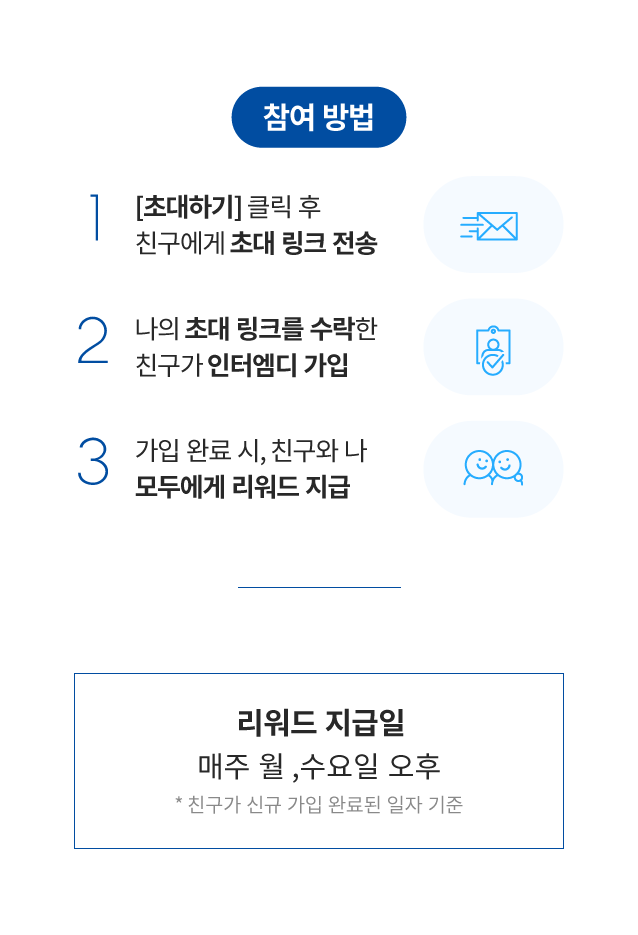 참여 방법
1
[초대하기] 클릭 후
친구에게 초대 링크 전송
2
나의 초대 링크를 수락한
친구가 인터엠디 가입
3
가입 완료 시, 친구와 나
모두에게 리워드 지급
리워드 지급일
매주 월 ,수요일 오후
* 친구가 신규 가입 완료된 일자 기준